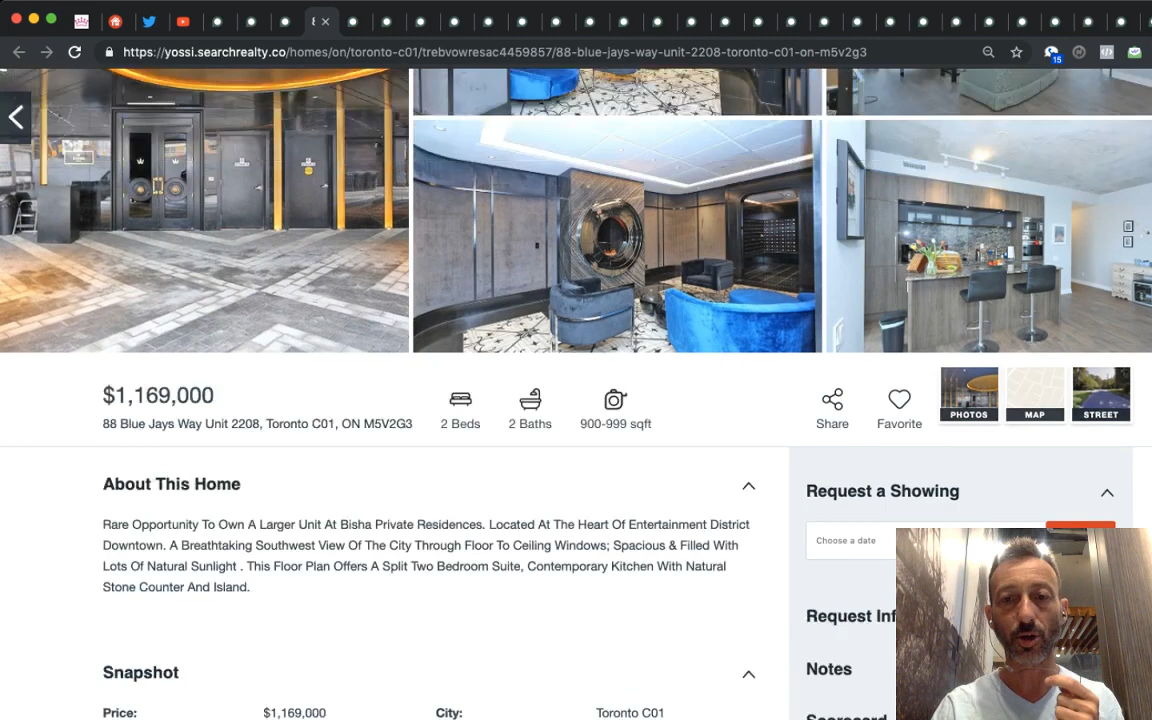 8
15
https://yossi.searchrealty.co/homes/on/toronto-c01/trebvowresac4459857/88-blue-jays-way-unit-2208-toronto-c01-on-m5v2g3
$1,169,000
88 Blue Jays Way Unit 2208, Toronto C01, ON M5V2G3
2 Beds
2 Baths
900-999 sqft
Share
Favorite
PHOTOS
MAP
STREET
About This Home
Rare Opportunity To Own A Larger Unit At Bisha Private Residences. Located At The Heart Of Entertainment District
Downtown. A Breathtaking Southwest View Of The City Through Floor To Ceiling Windows; Spacious & Filled With
Lots Of Natural Sunlight . This Floor Plan Offers A Split Two Bedroom Suite, Contemporary Kitchen With Natural
Stone Counter And Island.
Request a Showing
Choose a date
Request Inf
Notes
Scorecard
Snapshot
Price:
$1,169,000
City:
Toronto C01